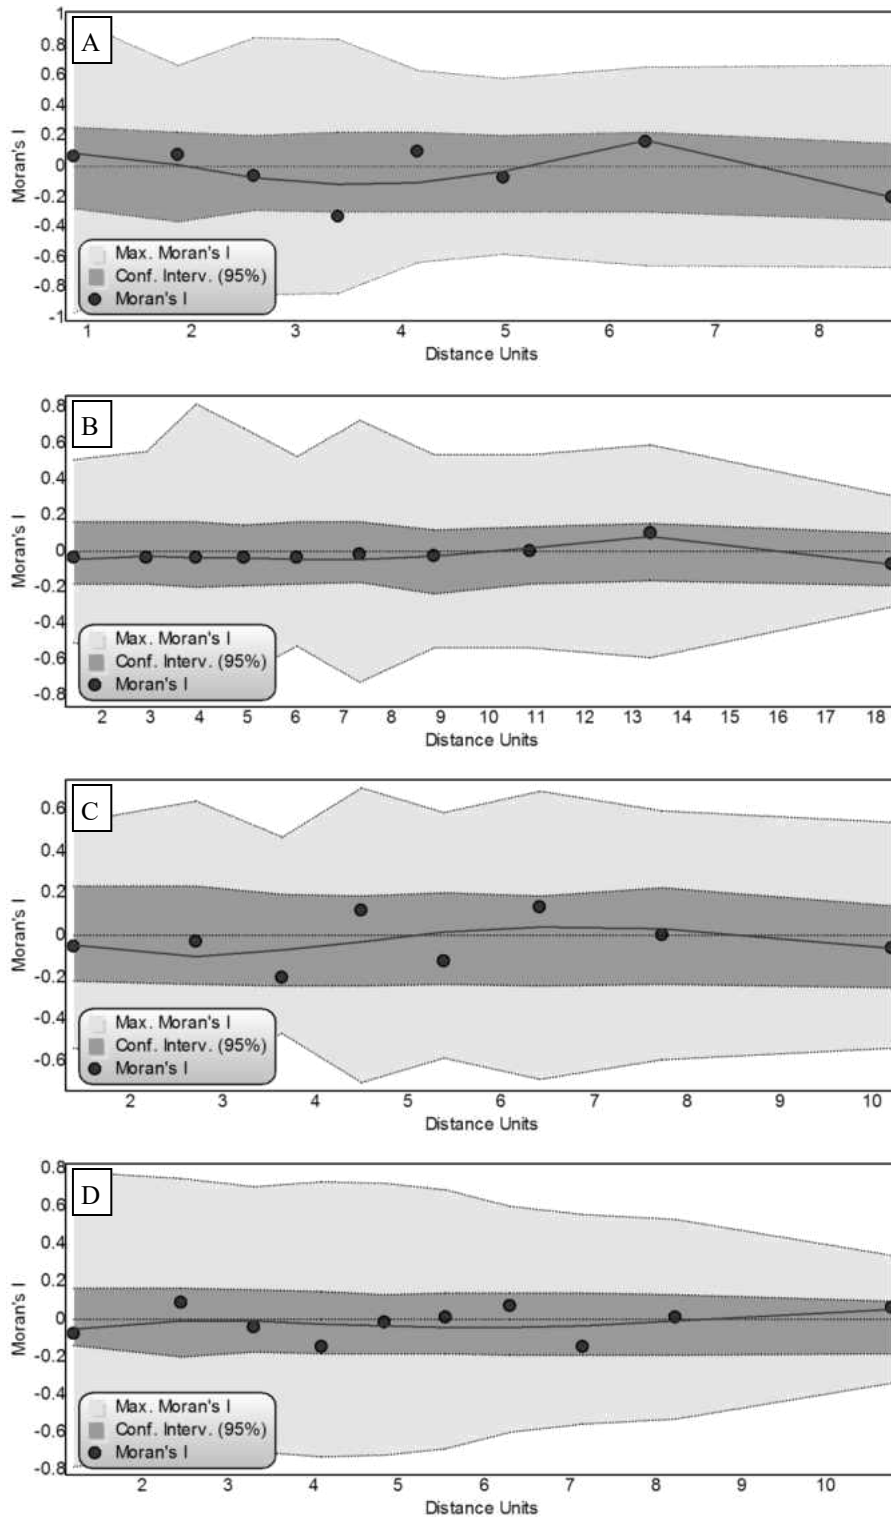 A
1
0.8
0.6
0.4
0.2
0
-0.2
-0.4
-0.6
-0.8
-1
Moran's I
Max. Moran's I
Conf. Interv. (95%)
Moran's I
1 2 3 4 5 6 7 8
Distance Units
B
0.8
0.6
0.4
0.2
0
-0.2
-0.4
-0.6
-0.8
Moran's I
Max. Moran's I
Conf. Interv. (95%)
Moran's I
2 3 4 5 6 7 8 9 10 11 12 13 14 15 16 17 18
Distance Units
C
0.6
0.4
0.2
0
-0.2
-0.4
-0.6
Moran's I
Max. Moran's I
Conf. Interv. (95%)
Moran's I
2 3 4 5 6 7 8 9 10
Distance Units
D
0.8
0.6
0.4
0.2
0
-0.2
-0.4
-0.6
-0.8
Moran's I
Max. Moran's I
Conf. Interv. (95%)
Moran's I
2 3 4 5 6 7 8 9 10
Distance Units